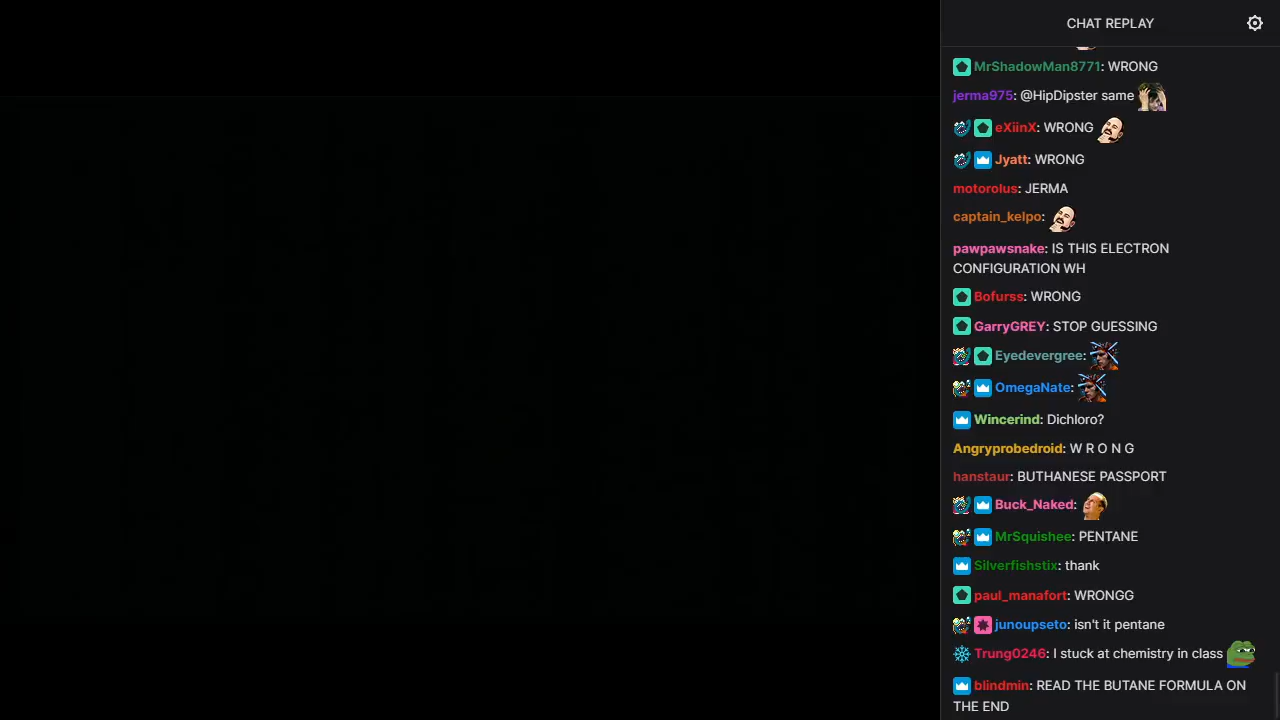 CHAT REPLAY
MrShadowMan8771: WRONG
jerma975: @HipDipster same
eXiinX: WRONG
Jyatt: WRONG
motorolus: JERMA
captain_kelpo:
pawpawsnake: IS THIS ELECTRON
CONFIGURATION WH
Bofurss: WRONG
GarryGREY: STOP GUESSING
Eyedevergree:
OmegaNate:
Wincerind: Dichloro?
Angryprobedroid: W R O N G
hanstaur: BUTHANESE PASSPORT
Buck_Naked:
MrSquishee: PENTANE
Silverfishstix: thank
paul_manafort: WRONGG
junoupseto: isn't it pentane
Trung0246: I stuck at chemistry in class
blindmin: READ THE BUTANE FORMULA ON
THE END